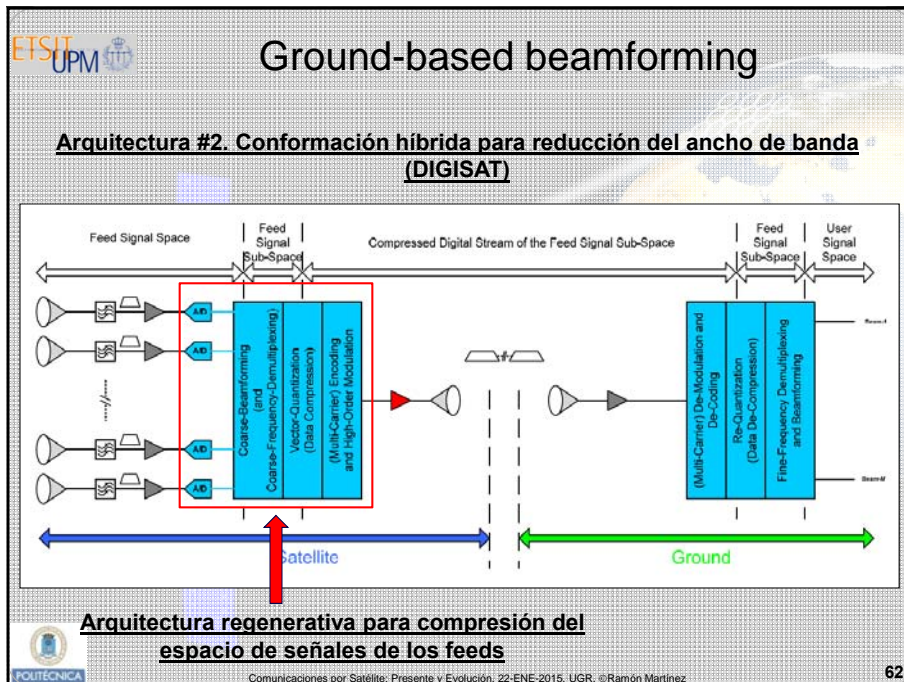 ETSIT
UPM
Ground-based beamforming
Arquitectura #2. Conformación híbrida para reducción del ancho de banda
(DIGISAT)
Feed Signal Space
Feed
Signal
Sub-Space
Compressed Digital Stream of the Feed Signal Sub-Space
Feed
Signal
Sub-Space
User
Signal
Space
A/D
A/D
A/D
A/D
Coarse-Beamforming
(and
Coarse-Frequency-Demultiplexing)
Vector-Quantization
(Data Compression)
(Multi-Carrier) Encoding
and High-Order Modulation
(Multi-Carrier) De-Modulation and
De-Coding
Re-Quantization
(Data De-Compression)
Fine-Frequency Demultiplexing
and Beamforming
Beam-M
Satellite
Ground
Arquitectura regenerativa para compresión del
espacio de señales de los feeds
POLITÉCNICA
Comunicaciones por Satélite: Presente y Evolución, 22-ENE-2015, UGR. ©Ramón Martínez
62